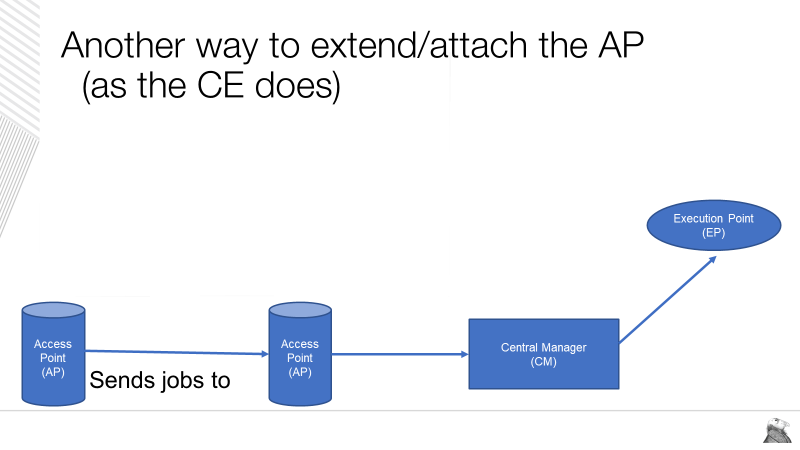 Another way to extend/attach the AP
(as the CE does)
Execution Point
(EP)
Access
Point
(AP)
Sends jobs to
Access
Point
(AP)
Central Manager
(CM)